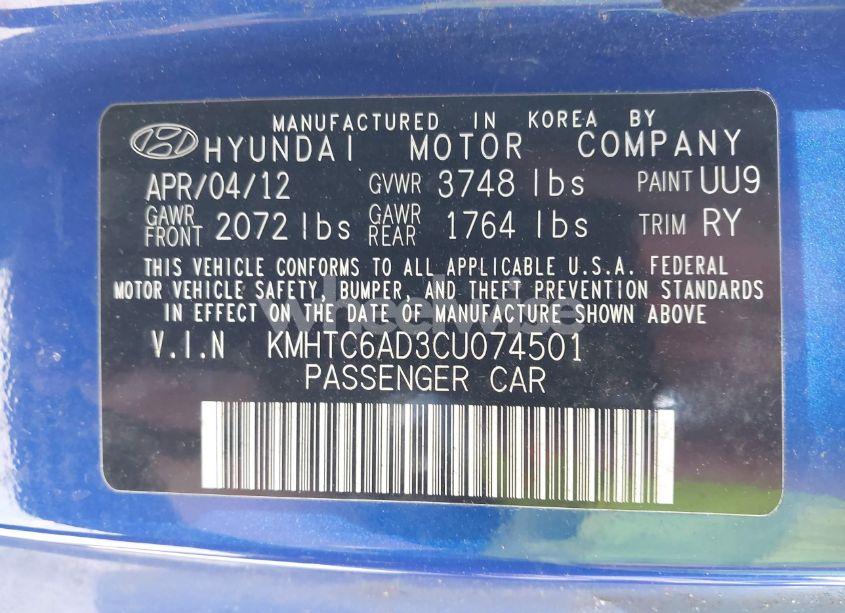 MANUFACTURED IN KOREA BY
HYUNDAI MOTOR COMPANY
APR/04/12 GVWR 3748 lbs PAINT UU9
GAWR FRONT 2072 lbs GAWR REAR 1764 lbs TRIM RY
THIS VEHICLE CONFORMS TO ALL APPLICABLE U.S.A. FEDERAL
MOTOR VEHICLE SAFETY, BUMPER, AND THEFT PREVENTION STANDARDS
IN EFFECT ON THE DATE OF MANUFACTURE SHOWN ABOVE.
wheelwise
V.I.N KMHTC6AD3CU074501
PASSENGER CAR